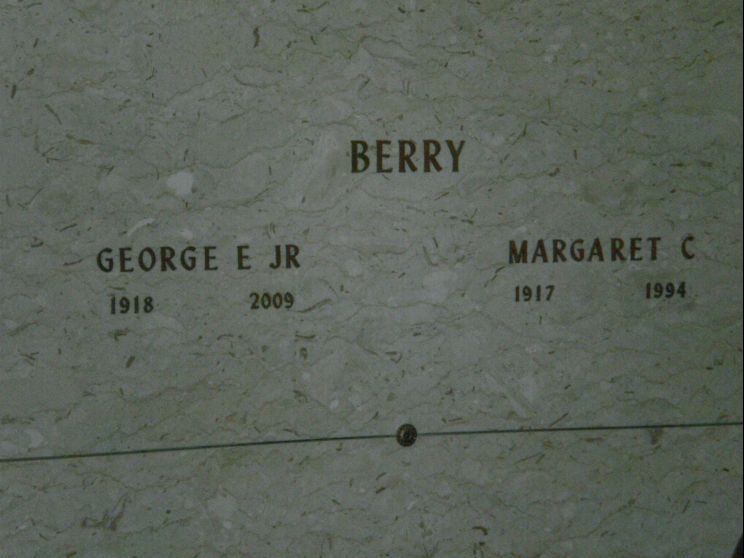 BERRY
GEORGE E JR MARGARET C
1918 2009 1917 1994